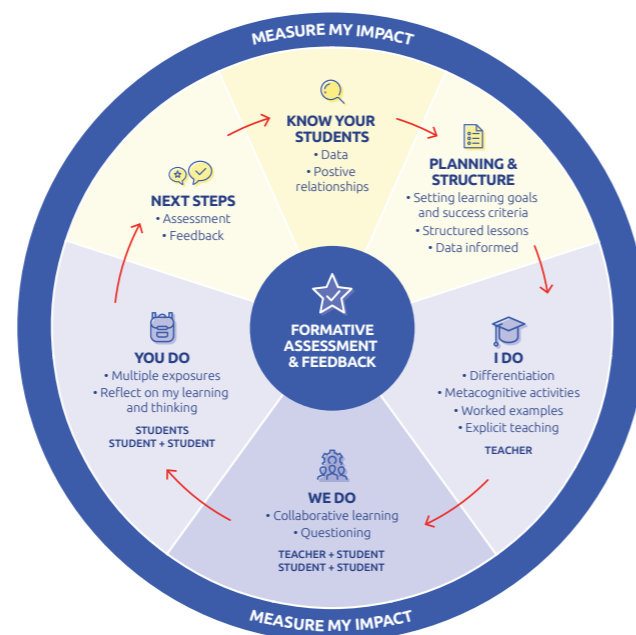 MEASURE MY IMPACT
KNOW YOUR
STUDENTS
• Data
• Postive
relationships
PLANNING &
STRUCTURE
• Setting learning goals
and success criteria
• Structured lessons
• Data informed
I DO
• Differentiation
• Metacognitive activities
• Worked examples
• Explicit teaching
TEACHER
WE DO
• Collaborative learning
• Questioning
TEACHER + STUDENT
STUDENT + STUDENT
YOU DO
• Multiple exposures
• Reflect on my learning
and thinking
STUDENTS
STUDENT + STUDENT
NEXT STEPS
• Assessment
• Feedback
FORMATIVE
ASSESSMENT
& FEEDBACK
MEASURE MY IMPACT